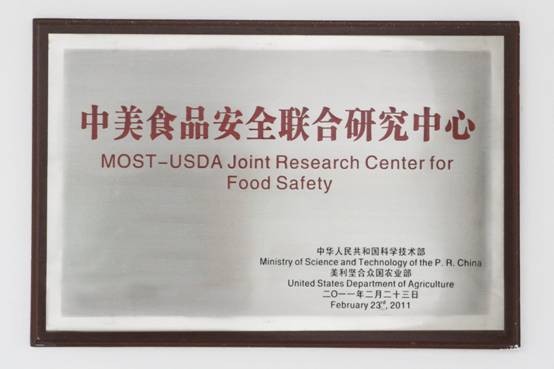 中美食品安全联合研究中心
MOST-USDA Joint Research Center for
Food Safety
中华人民共和国科学技术部
Ministry of Science and Technology of the P. R. China
美利坚合众国农业部
United States Department of Agriculture
二〇一一年二月二十三日
February 23rd, 2011